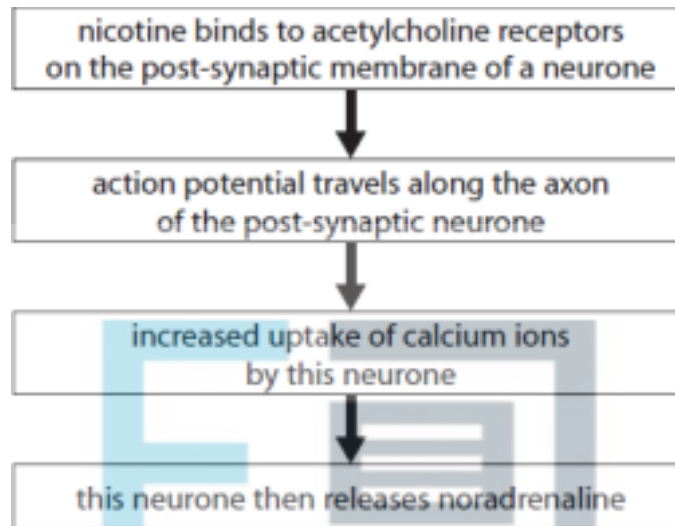 nicotine binds to acetylcholine receptors
on the post-synaptic membrane of a neurone
action potential travels along the axon
of the post-synaptic neurone
increased uptake of calcium ions
by this neurone
this neurone then releases noradrenaline